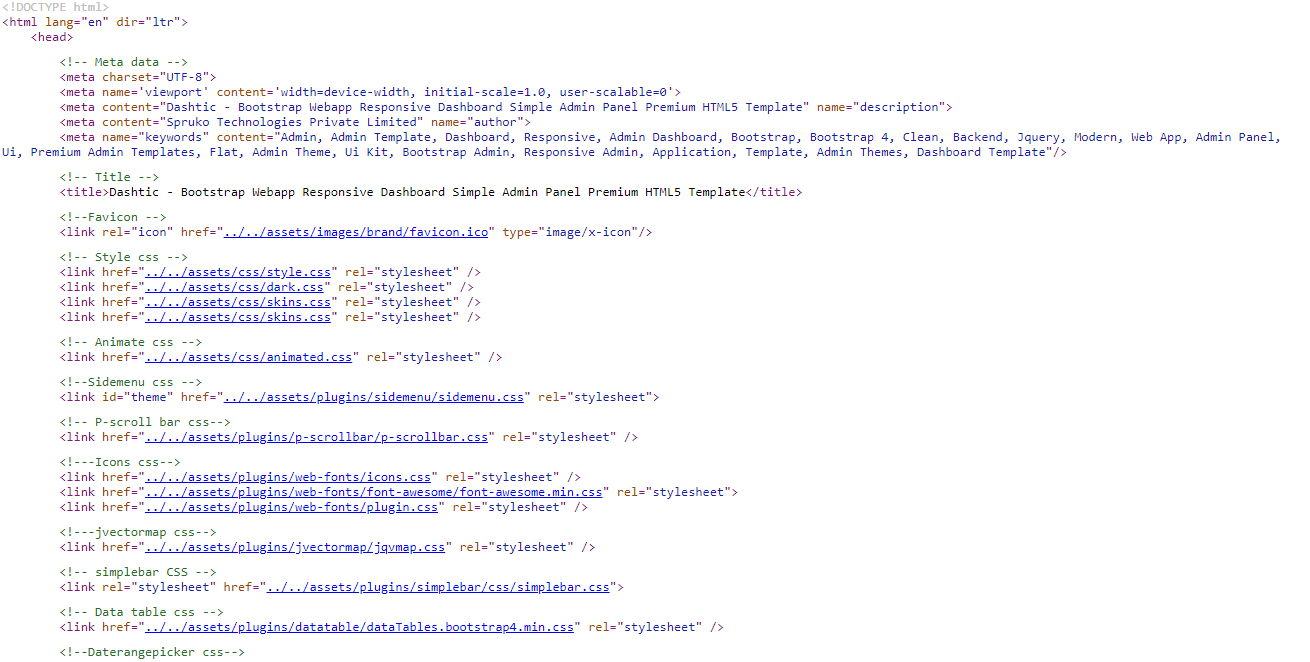 <!DOCTYPE html>
<html lang="en" dir="ltr">
<head>
<!-- Meta data -->
<meta charset="UTF-8">
<meta name='viewport' content='width=device-width, initial-scale=1.0, user-scalable=0'>
<meta content="Dashtic - Bootstrap Webapp Responsive Dashboard Simple Admin Panel Premium HTML5 Template" name="description">
<meta content="Spruko Technologies Private Limited" name="author">
<meta name="keywords" content="Admin, Admin Template, Dashboard, Responsive, Admin Dashboard, Bootstrap, Bootstrap 4, Clean, Backend, Jquery, Modern, Web App, Admin Panel,
Ui, Premium Admin Templates, Flat, Admin Theme, Ui Kit, Bootstrap Admin, Responsive Admin, Application, Template, Admin Themes, Dashboard Template"/>
<!-- Title -->
<title>Dashtic - Bootstrap Webapp Responsive Dashboard Simple Admin Panel Premium HTML5 Template</title>
<!--Favicon -->
<link rel="icon" href="../../assets/images/brand/favicon.ico" type="image/x-icon"/>
<!-- Style css -->
<link href="../../assets/css/style.css" rel="stylesheet" />
<link href="../../assets/css/dark.css" rel="stylesheet" />
<link href="../../assets/css/skins.css" rel="stylesheet" />
<link href="../../assets/css/skins.css" rel="stylesheet" />
<!-- Animate css -->
<link href="../../assets/css/animated.css" rel="stylesheet" />
<!--Sidemenu css -->
<link id="theme" href="../../assets/plugins/sidemenu/sidemenu.css" rel="stylesheet">
<!-- P-scroll bar css-->
<link href="../../assets/plugins/p-scrollbar/p-scrollbar.css" rel="stylesheet" />
<!---Icons css-->
<link href="../../assets/plugins/web-fonts/icons.css" rel="stylesheet" />
<link href="../../assets/plugins/web-fonts/font-awesome/font-awesome.min.css" rel="stylesheet">
<link href="../../assets/plugins/web-fonts/plugin.css" rel="stylesheet" />
<!---jvectormap css-->
<link href="../../assets/plugins/jvectormap/jqvmap.css" rel="stylesheet" />
<!-- simplebar CSS -->
<link rel="stylesheet" href="../../assets/plugins/simplebar/css/simplebar.css">
<!-- Data table css -->
<link href="../../assets/plugins/datatable/dataTables.bootstrap4.min.css" rel="stylesheet" />
<!--Daterangepicker css-->